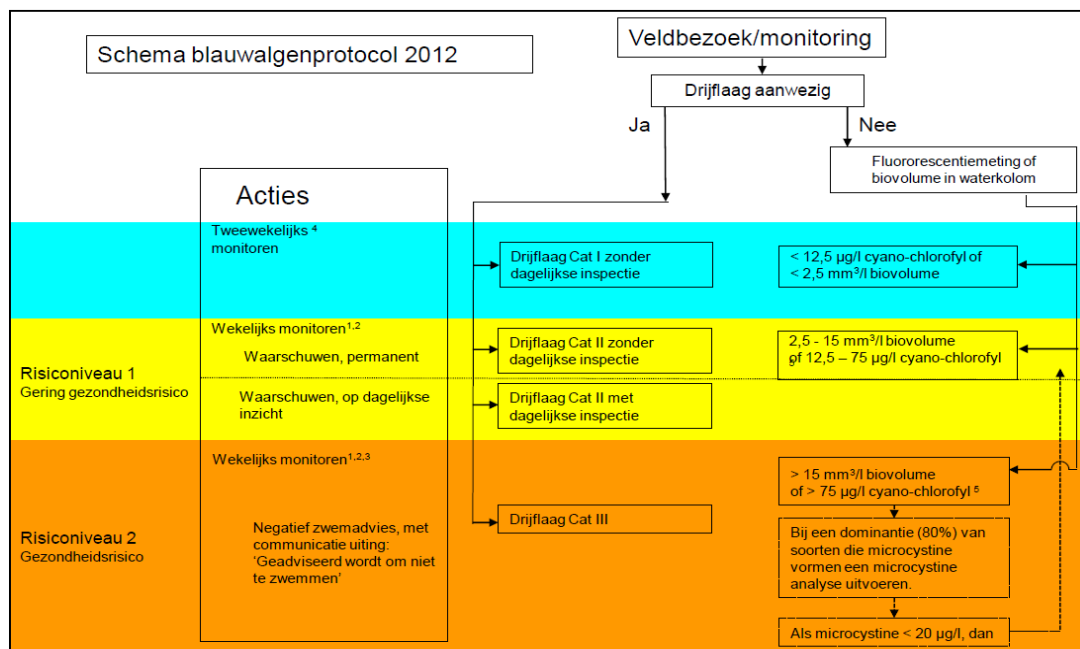 Schema blauwalgenprotocol 2012
Veldbezoek/monitoring
Drijflaag aanwezig
Ja
Nee
Fluororescentiemeting of
biovolume in waterkolom
Acties
Tweewekelijks ⁴
monitoren
Drijflaag Cat I zonder
dagelijkse inspectie
< 12,5 µg/l cyano-chlorofyl of
< 2,5 mm³/l biovolume
Risiconiveau 1
Gering gezondheidsrisico
Wekelijks monitoren¹,²
Waarschuwen, permanent
Drijflaag Cat II zonder
dagelijkse inspectie
2,5 - 15 mm³/l biovolume
of 12,5 – 75 µg/l cyano-chlorofyl
Waarschuwen, op dagelijkse
inzicht
Drijflaag Cat II met
dagelijkse inspectie
Risiconiveau 2
Gezondheidsrisico
Wekelijks monitoren¹,²,³
Negatief zwemadvies, met
communicatie uiting:
‘Geadviseerd wordt om niet
te zwemmen’
Drijflaag Cat III
> 15 mm³/l biovolume
of > 75 µg/l cyano-chlorofyl ⁵
Bij een dominantie (80%) van
soorten die microcystine
vormen een microcystine
analyse uitvoeren.
Als microcystine < 20 µg/l, dan